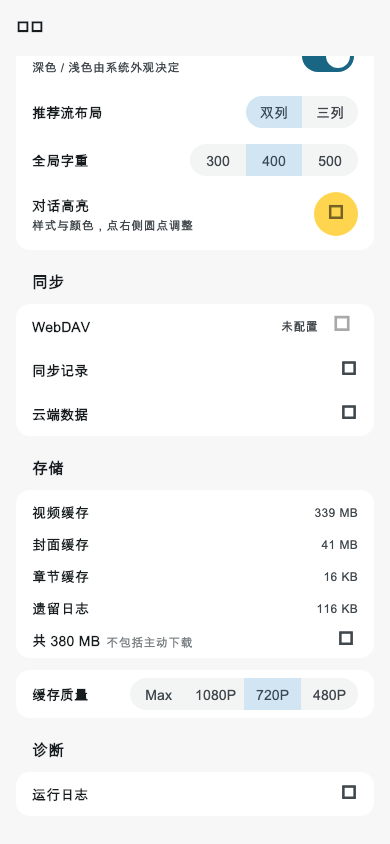 深色 / 浅色由系统外观决定
推荐流布局
双列
三列
全局字重
300
400
500
对话高亮
样式与颜色，点右侧圆点调整
同步
WebDAV
未配置
同步记录
云端数据
存储
视频缓存
339 MB
封面缓存
41 MB
章节缓存
16 KB
遗留日志
116 KB
共 380 MB 不包括主动下载
缓存质量
Max
1080P
720P
480P
诊断
运行日志